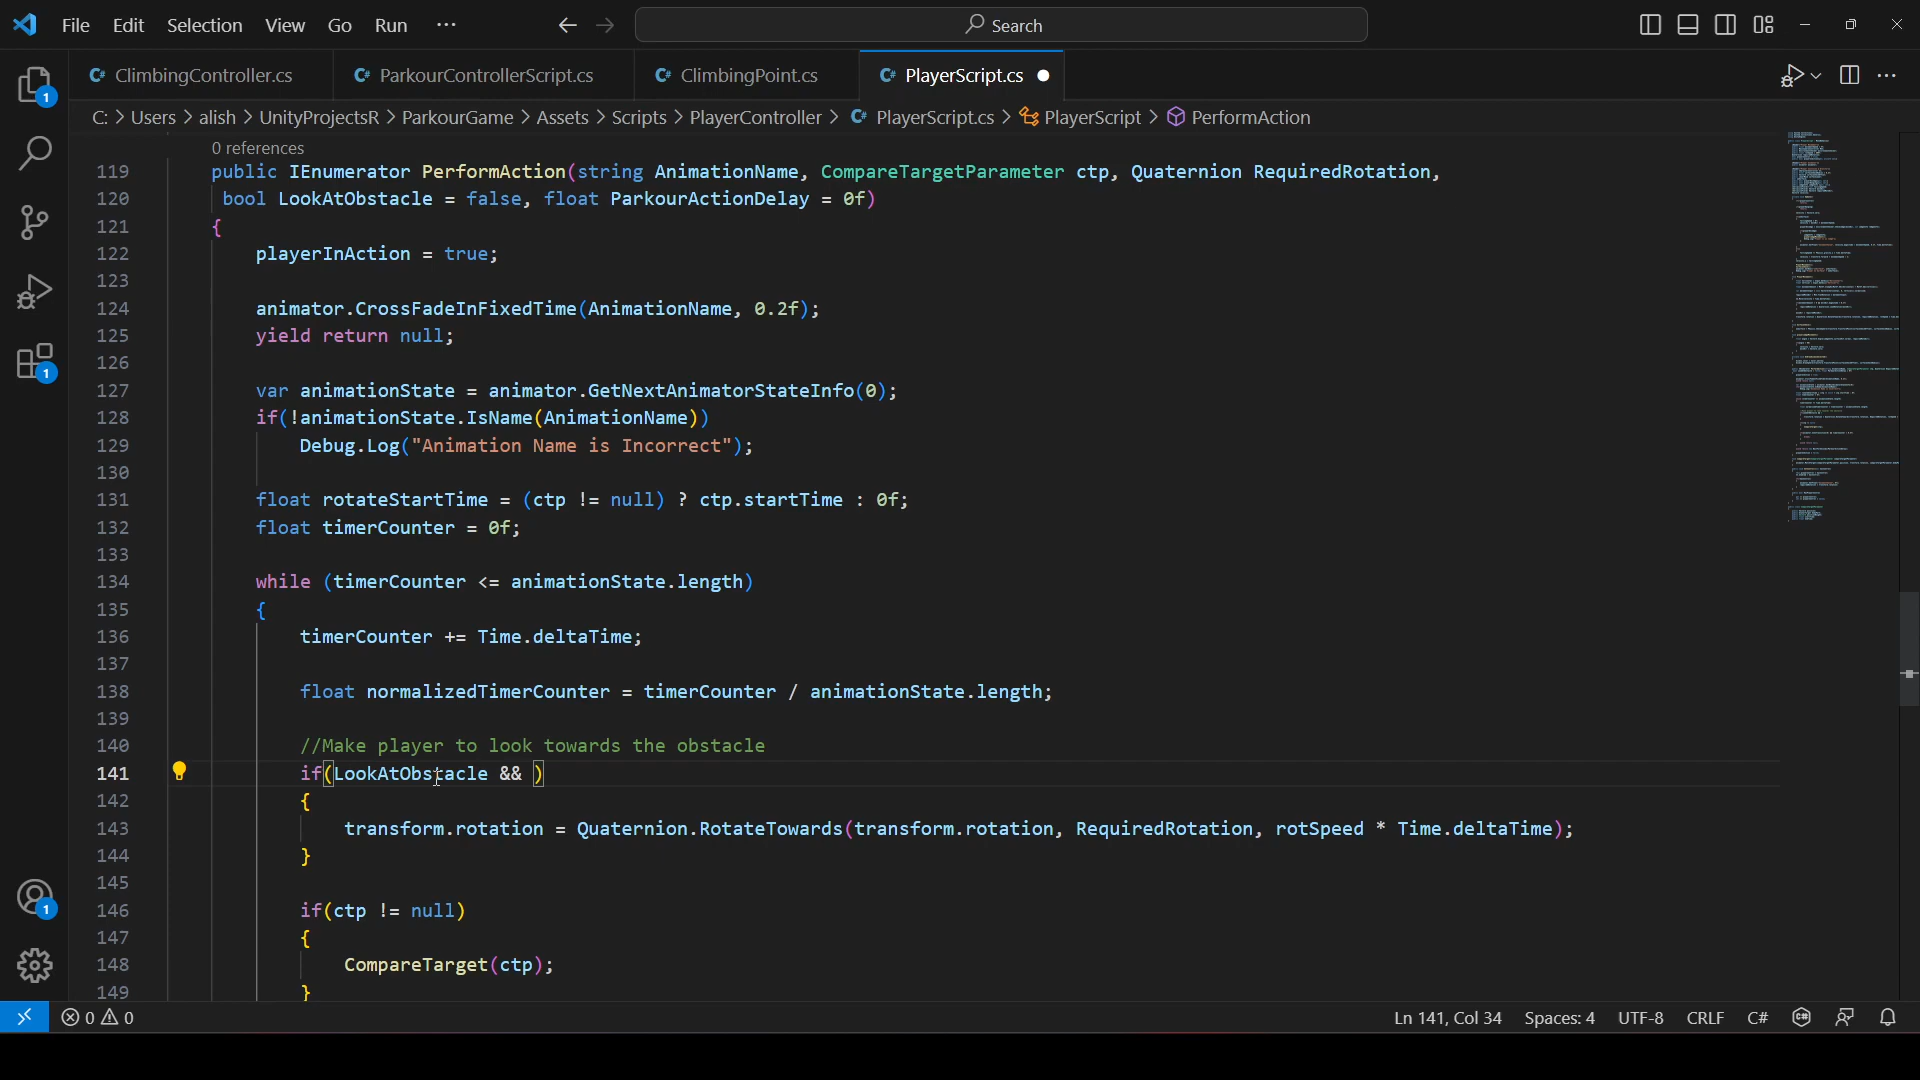 File Edit Selection View Go Run ··· Search
ClimbingController.cs ParkourControllerScript.cs ClimbingPoint.cs PlayerScript.cs
C: > Users > alish > UnityProjectsR > ParkourGame > Assets > Scripts > PlayerController > PlayerScript.cs > PlayerScript > PerformAction
0 references
119 public IEnumerator PerformAction(string AnimationName, CompareTargetParameter ctp, Quaternion RequiredRotation,
120 bool LookAtObstacle = false, float ParkourActionDelay = 0f)
121 {
122 playerInAction = true;
123
124 animator.CrossFadeInFixedTime(AnimationName, 0.2f);
125 yield return null;
126
127 var animationState = animator.GetNextAnimatorStateInfo(0);
128 if(!animationState.IsName(AnimationName))
129 Debug.Log("Animation Name is Incorrect");
130
131 float rotateStartTime = (ctp != null) ? ctp.startTime : 0f;
132 float timerCounter = 0f;
133
134 while (timerCounter <= animationState.length)
135 {
136 timerCounter += Time.deltaTime;
137
138 float normalizedTimerCounter = timerCounter / animationState.length;
139
140 //Make player to look towards the obstacle
141 if(LookAtObstacle && )
142 {
143 transform.rotation = Quaternion.RotateTowards(transform.rotation, RequiredRotation, rotSpeed * Time.deltaTime);
144 }
145
146 if(ctp != null)
147 {
148 CompareTarget(ctp);
149 }
1
1
1
0 0 Ln 141, Col 34 Spaces: 4 UTF-8 CRLF C#